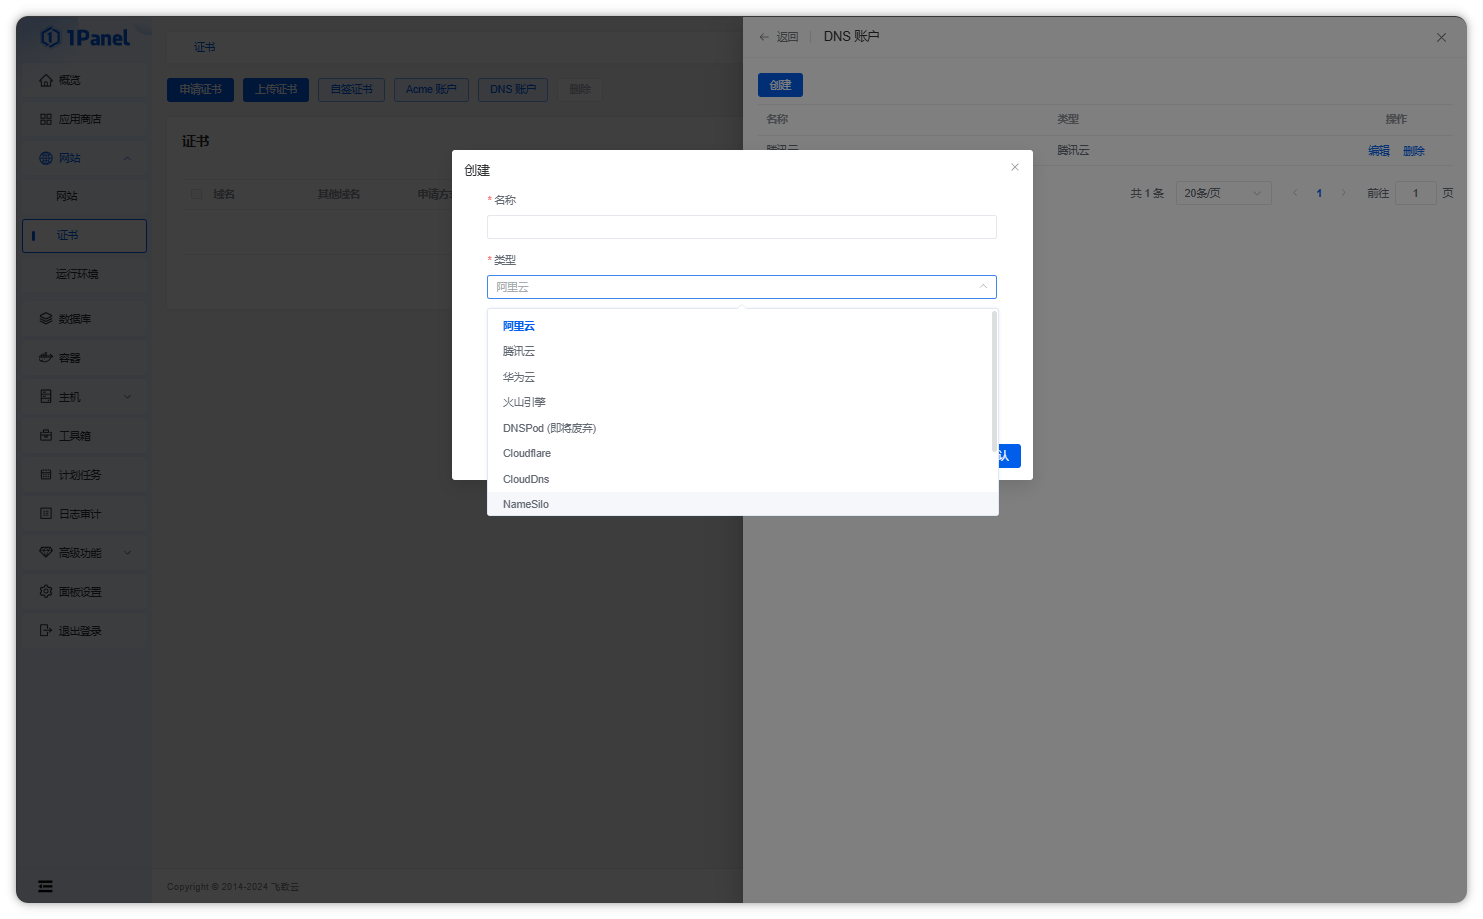 1Panel
概览
应用商店
网站
网站
证书
运行环境
数据库
容器
主机
工具箱
计划任务
日志审计
高级功能
面板设置
退出登录
证书
申请证书 上传证书 自签证书 Acme 账户 DNS 账户 删除
证书
域名 其他域名 申请方
Copyright © 2014-2024 飞致云
返回 | DNS 账户
创建
名称 类型 操作
腾讯云 腾讯云 编辑 删除
共 1 条 20条/页 1 前往 1 页
创建
* 名称
* 类型
阿里云
阿里云
腾讯云
华为云
火山引擎
DNSPod (即将废弃)
Cloudflare
CloudDns
NameSilo
认